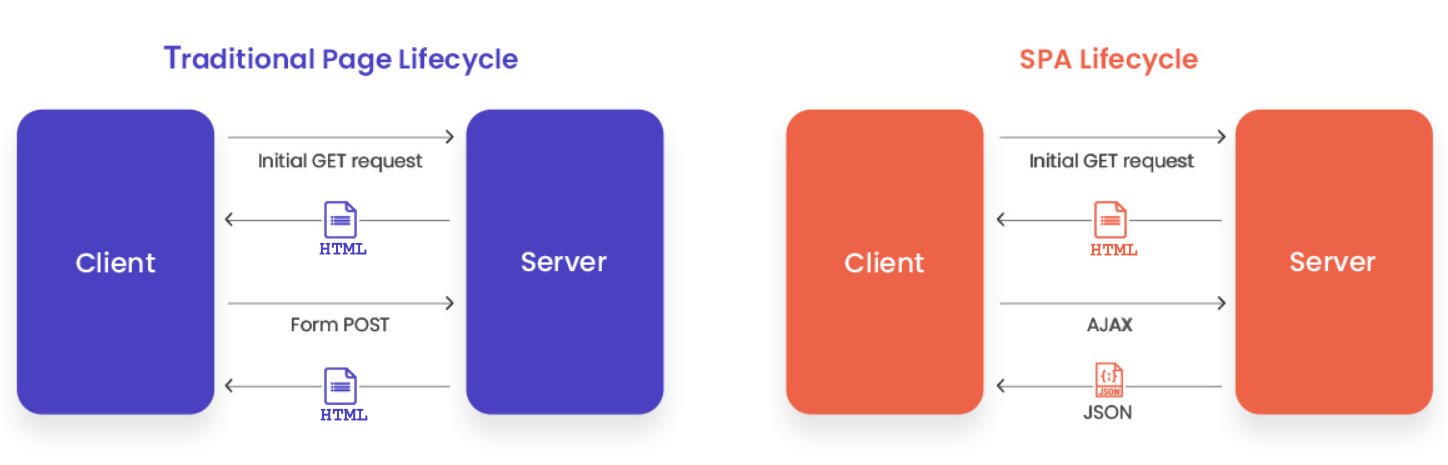 Traditional Page Lifecycle
Client
Initial GET request
HTML
Form POST
HTML
Server
SPA Lifecycle
Client
Initial GET request
HTML
AJAX
{;}
JSON
JSON
Server